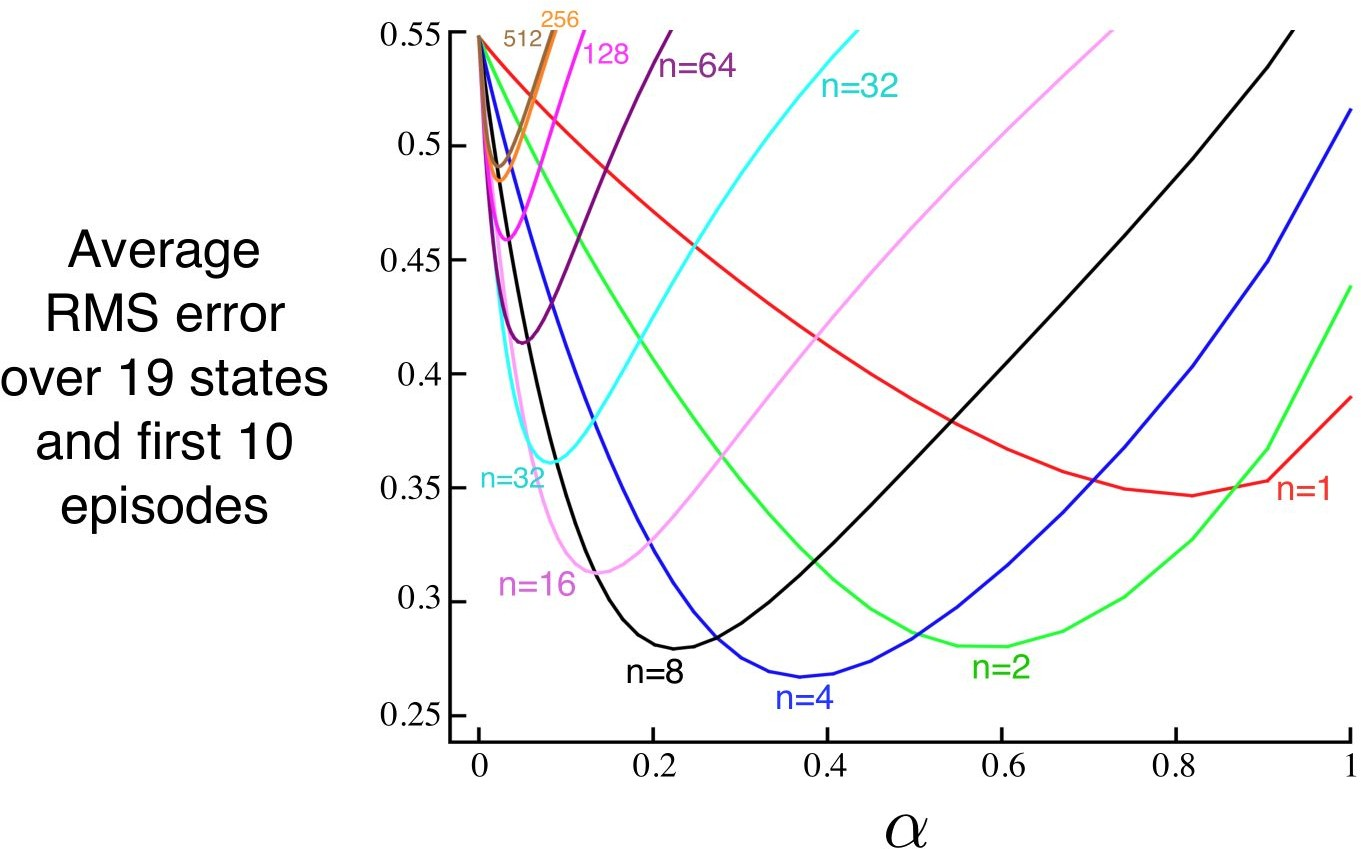 Average
RMS error
over 19 states
and first 10
episodes
0.55
0.5
0.45
0.4
0.35
0.3
0.25
512
256
128
n=64
n=32
n=32
n=16
n=8
n=4
n=2
n=1
0 0.2 0.4 0.6 0.8 1
α